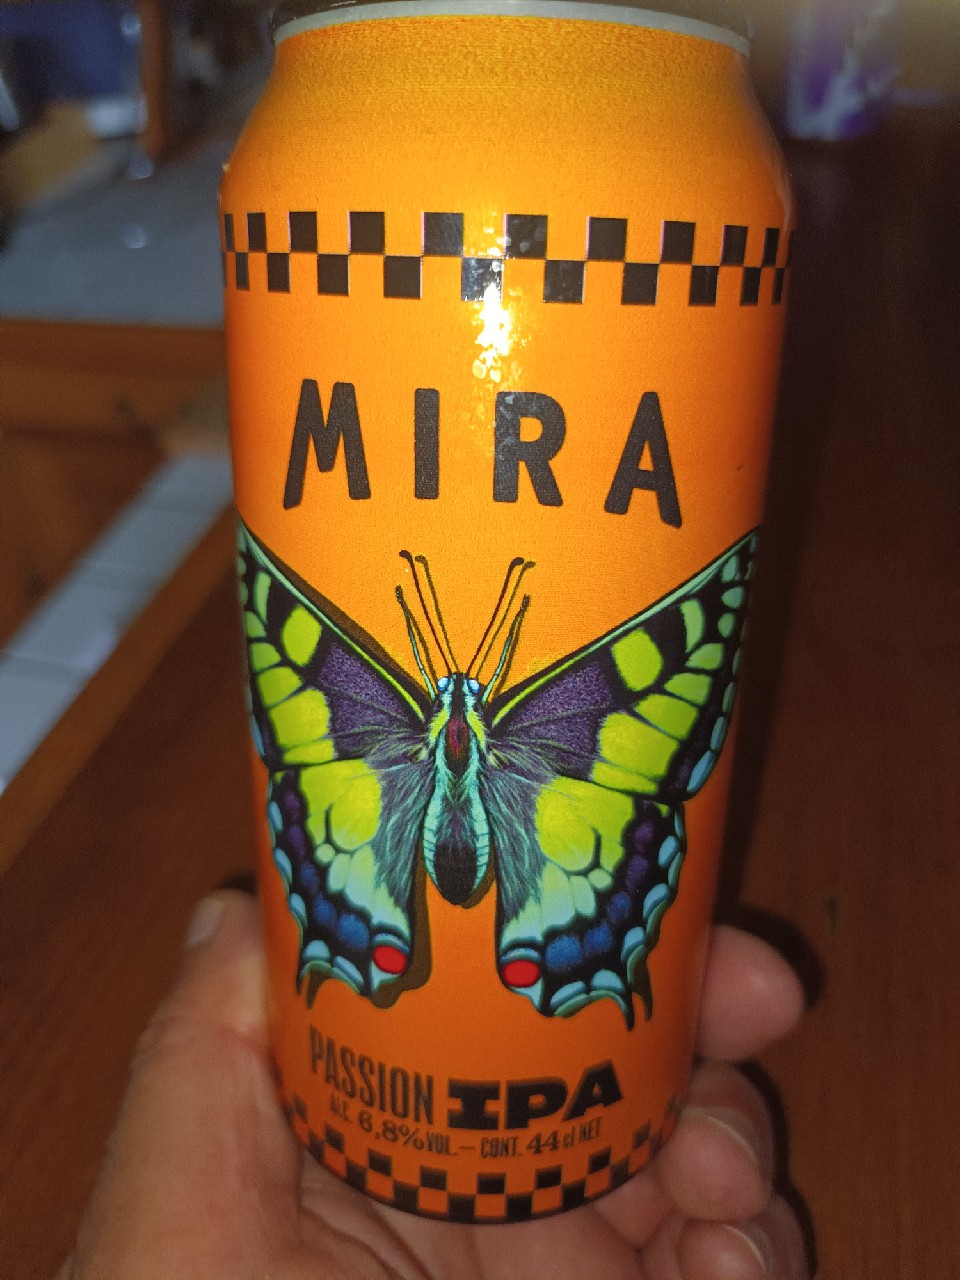 MIRA
PASSION IPA
ALC. 6,8% VOL. — CONT. 44 cl NET